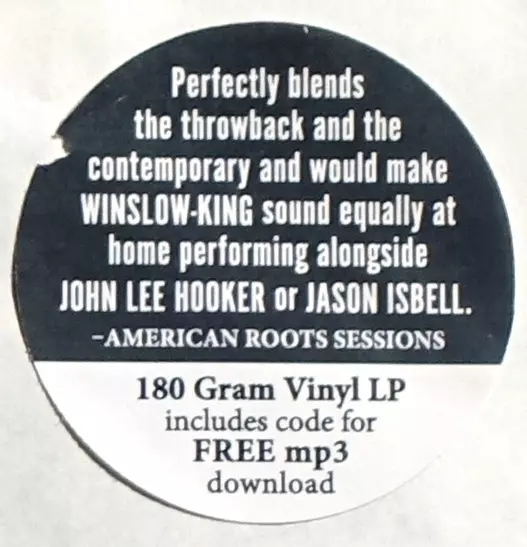 Perfectly blends
the throwback and the
contemporary and would make
WINSLOW-KING sound equally at
home performing alongside
JOHN LEE HOOKER or JASON ISBELL.
–AMERICAN ROOTS SESSIONS
180 Gram Vinyl LP
includes code for
FREE mp3
download